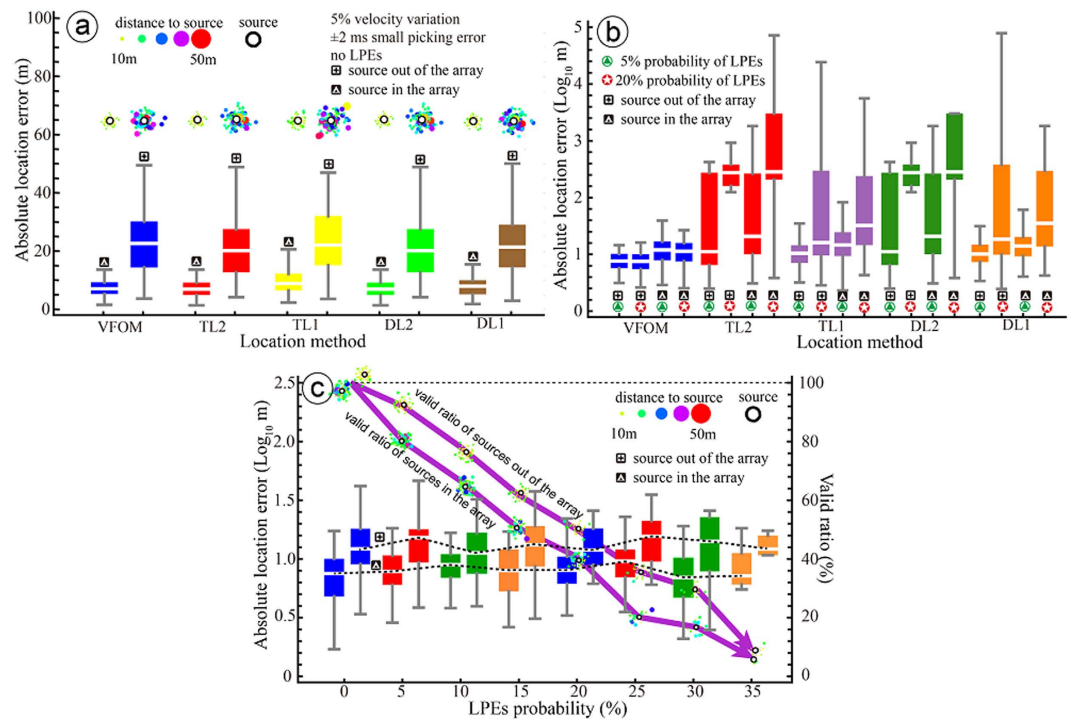 a
Absolute location error (m)
100
80
60
40
20
0
distance to source
source
10m
50m
5% velocity variation
±2 ms small picking error
no LPEs
source out of the array
source in the array
VFOM
TL2
TL1
DL2
DL1
Location method
b
Absolute location error (Log10 m)
5
4
3
2
1
0
5% probability of LPEs
20% probability of LPEs
source out of the array
source in the array
VFOM
TL2
TL1
DL2
DL1
Location method
c
Absolute location error (Log10 m)
2.5
2.0
1.5
1.0
0.5
0
valid ratio of sources out of the array
valid ratio of sources in the array
distance to source
source
10m
50m
source out of the array
source in the array
100
80
60
40
20
0
Valid ratio (%)
0
5
10
15
20
25
30
35
LPEs probability (%)